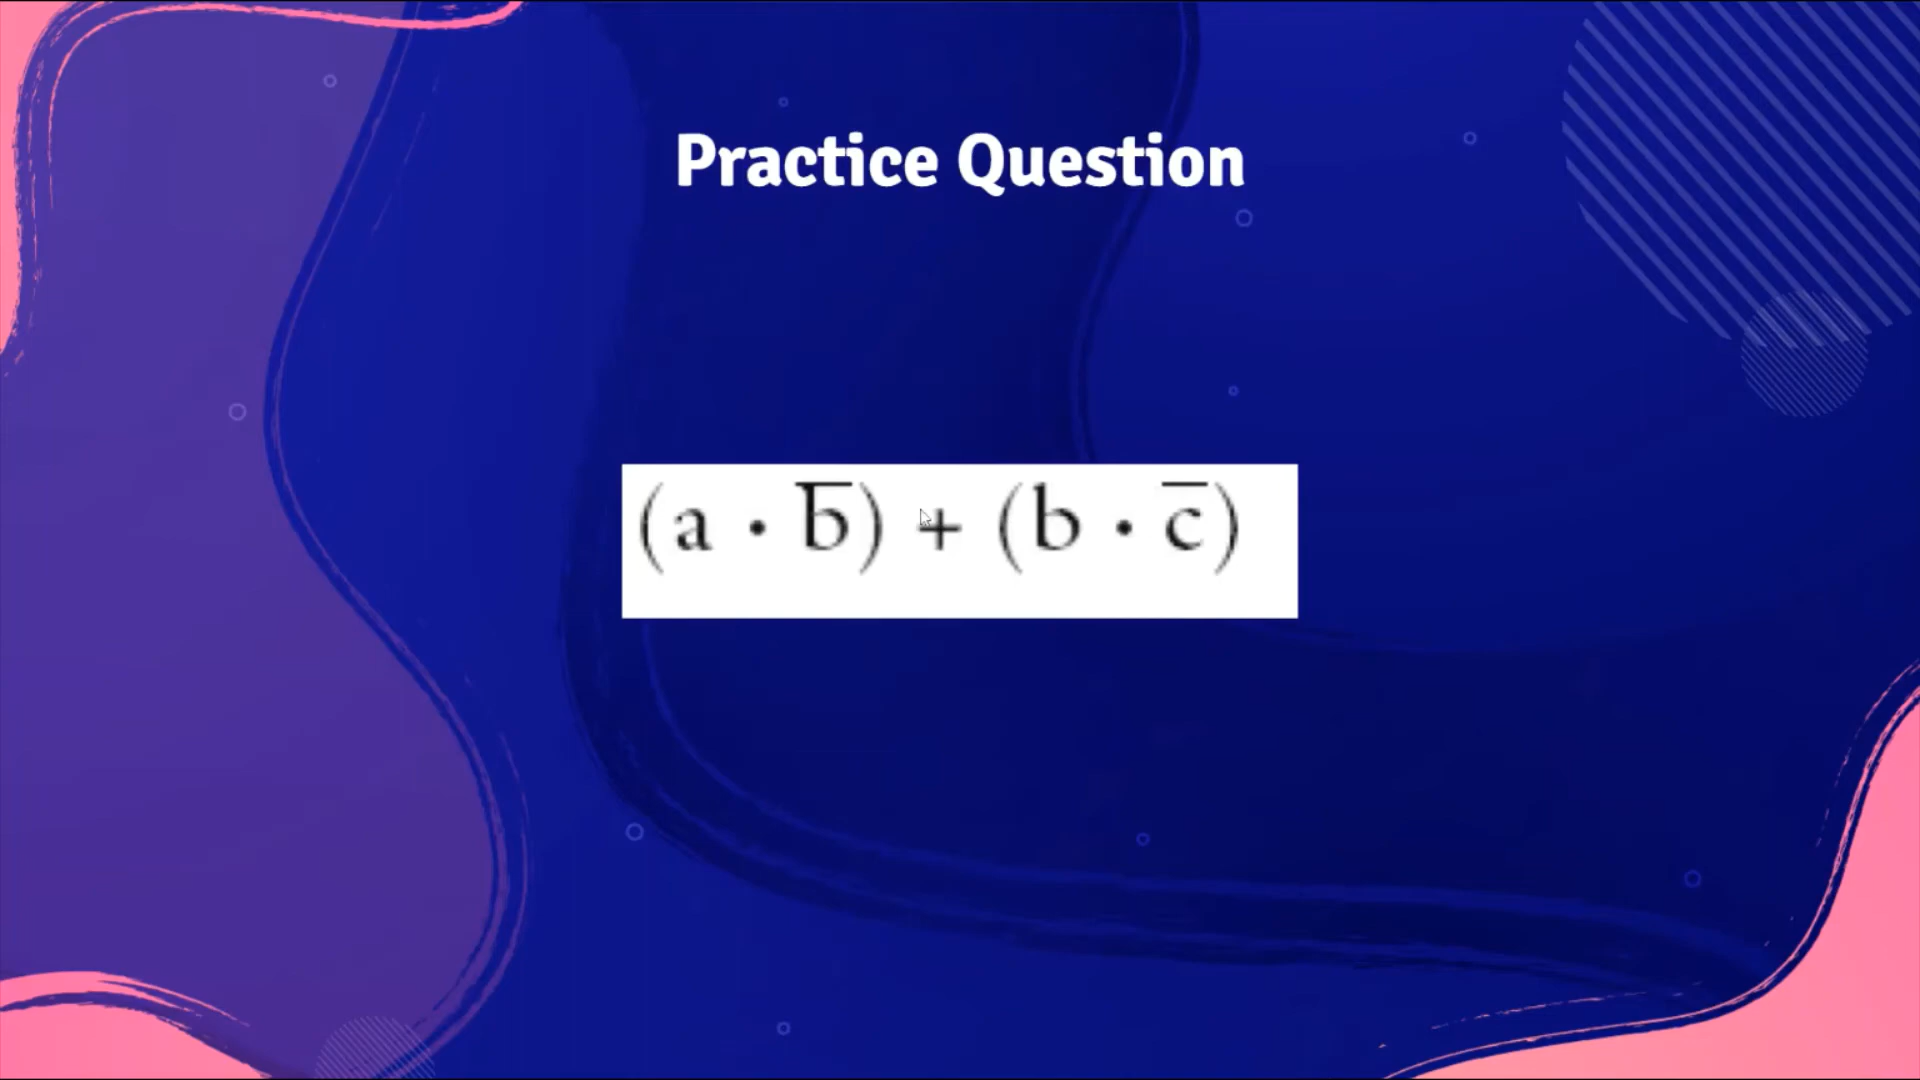 Practice Question
(a · b̅) + (b · c̅)